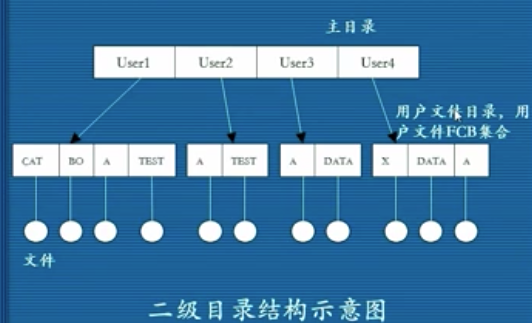 主目录
User1 User2 User3 User4
用户文件目录，用
户文件FCB集合
CAT BO A TEST A TEST A DATA X DATA A
文件
二级目录结构示意图